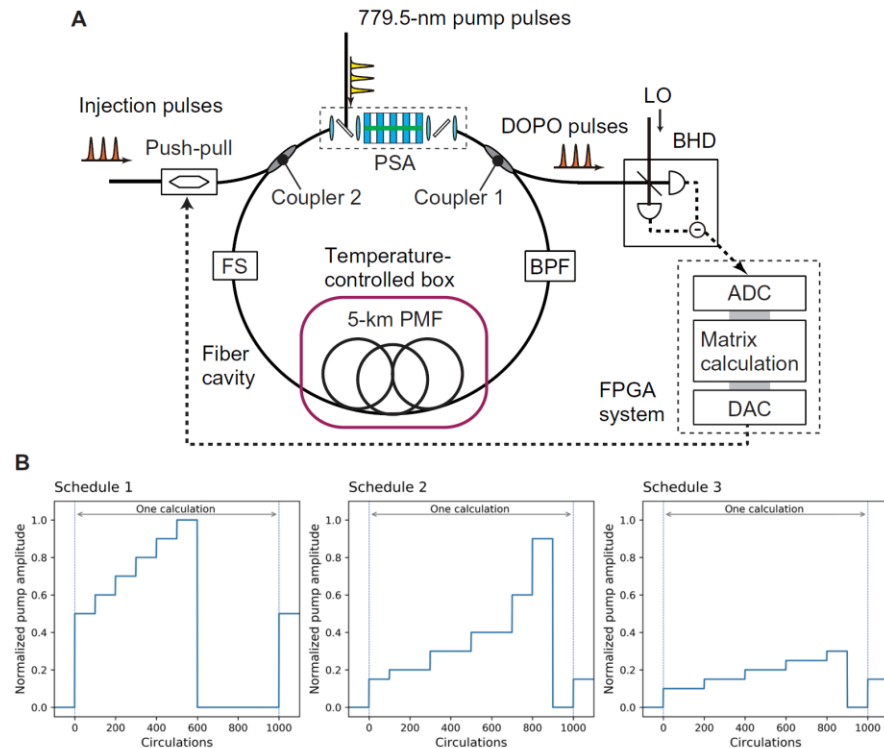 A
779.5-nm pump pulses
Injection pulses
Push-pull
PSA
DOPO pulses
LO
BHD
Coupler 2
Coupler 1
FS
Temperature-
controlled box
BPF
5-km PMF
Fiber
cavity
−
ADC
Matrix
calculation
DAC
FPGA
system
B
Schedule 1
One calculation
Normalized pump amplitude
1.0
0.8
0.6
0.4
0.2
0.0
0 200 400 600 800 1000
Circulations
Schedule 2
One calculation
Normalized pump amplitude
1.0
0.8
0.6
0.4
0.2
0.0
0 200 400 600 800 1000
Circulations
Schedule 3
One calculation
Normalized pump amplitude
1.0
0.8
0.6
0.4
0.2
0.0
0 200 400 600 800 1000
Circulations